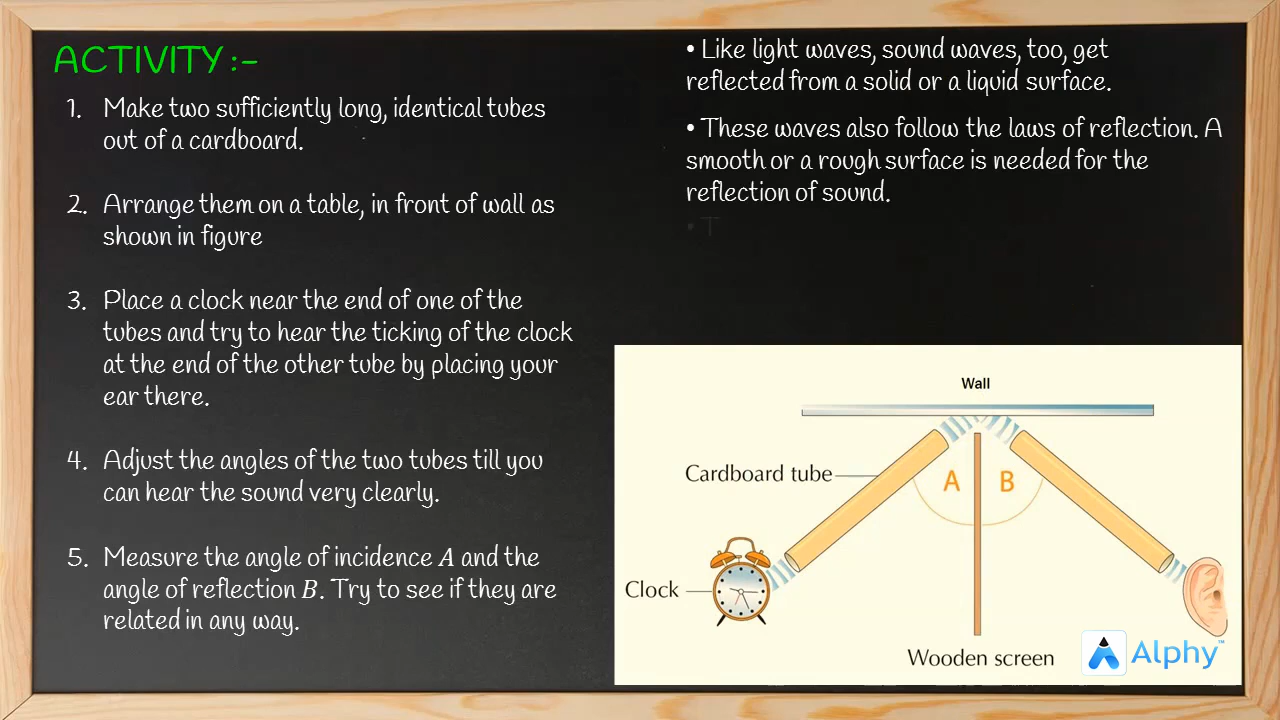 ACTIVITY :-
1. Make two sufficiently long, identical tubes
out of a cardboard.
2. Arrange them on a table, in front of wall as
shown in figure
3. Place a clock near the end of one of the
tubes and try to hear the ticking of the clock
at the end of the other tube by placing your
ear there.
4. Adjust the angles of the two tubes till you
can hear the sound very clearly.
5. Measure the angle of incidence A and the
angle of reflection B. Try to see if they are
related in any way.
• Like light waves, sound waves, too, get
reflected from a solid or a liquid surface.
• These waves also follow the laws of reflection. A
smooth or a rough surface is needed for the
reflection of sound.
• T
Wall
Cardboard tube
A
B
Clock
Wooden screen
Alphy™